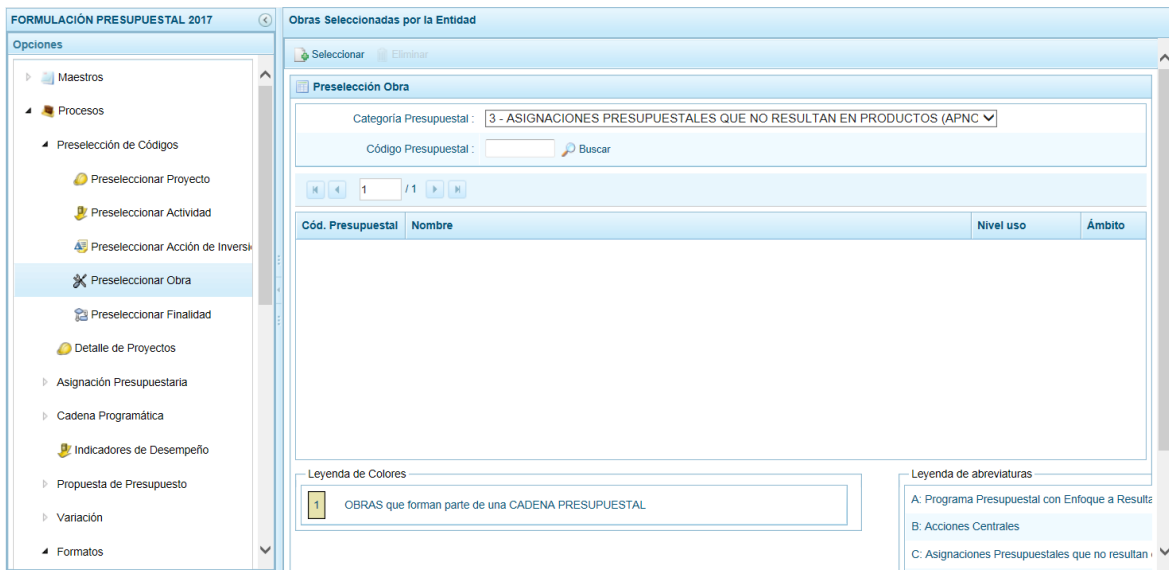 FORMULACIÓN PRESUPUESTAL 2017
Opciones
Maestros
Procesos
Preselección de Códigos
Preseleccionar Proyecto
Preseleccionar Actividad
Preseleccionar Acción de Inversi
Preseleccionar Obra
Preseleccionar Finalidad
Detalle de Proyectos
Asignación Presupuestaria
Cadena Programática
Indicadores de Desempeño
Propuesta de Presupuesto
Variación
Formatos
Obras Seleccionadas por la Entidad
Seleccionar Eliminar
Preselección Obra
Categoría Presupuestal : 3 - ASIGNACIONES PRESUPUESTALES QUE NO RESULTAN EN PRODUCTOS (APNC
Código Presupuestal : Buscar
1 / 1
Cód. Presupuestal Nombre Nivel uso Ámbito
Leyenda de Colores
1 OBRAS que forman parte de una CADENA PRESUPUESTAL
Leyenda de abreviaturas
A: Programa Presupuestal con Enfoque a Resulta
B: Acciones Centrales
C: Asignaciones Presupuestales que no resultan